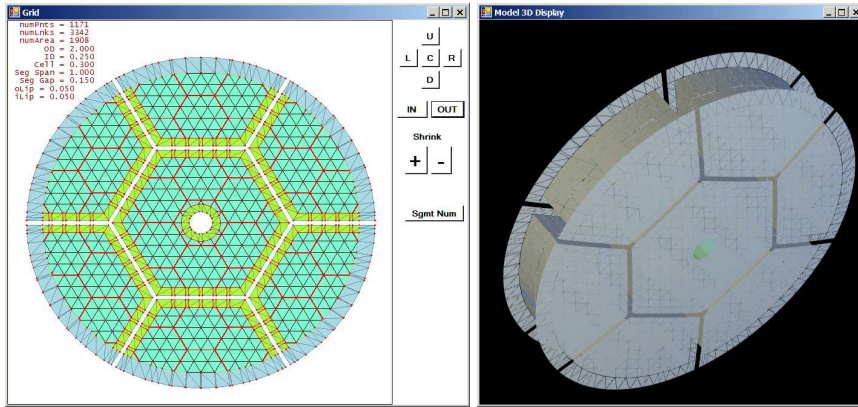 Grid
numPnts = 1171
numLnks = 3342
numArea = 1908
OD = 2.000
ID = 0.250
Cell = 0.300
Seg Span = 1.000
Seg Gap = 0.150
oLip = 0.050
iLip = 0.050
U
L C R
D
IN OUT
Shrink
+ -
Sgmt Num
Model 3D Display